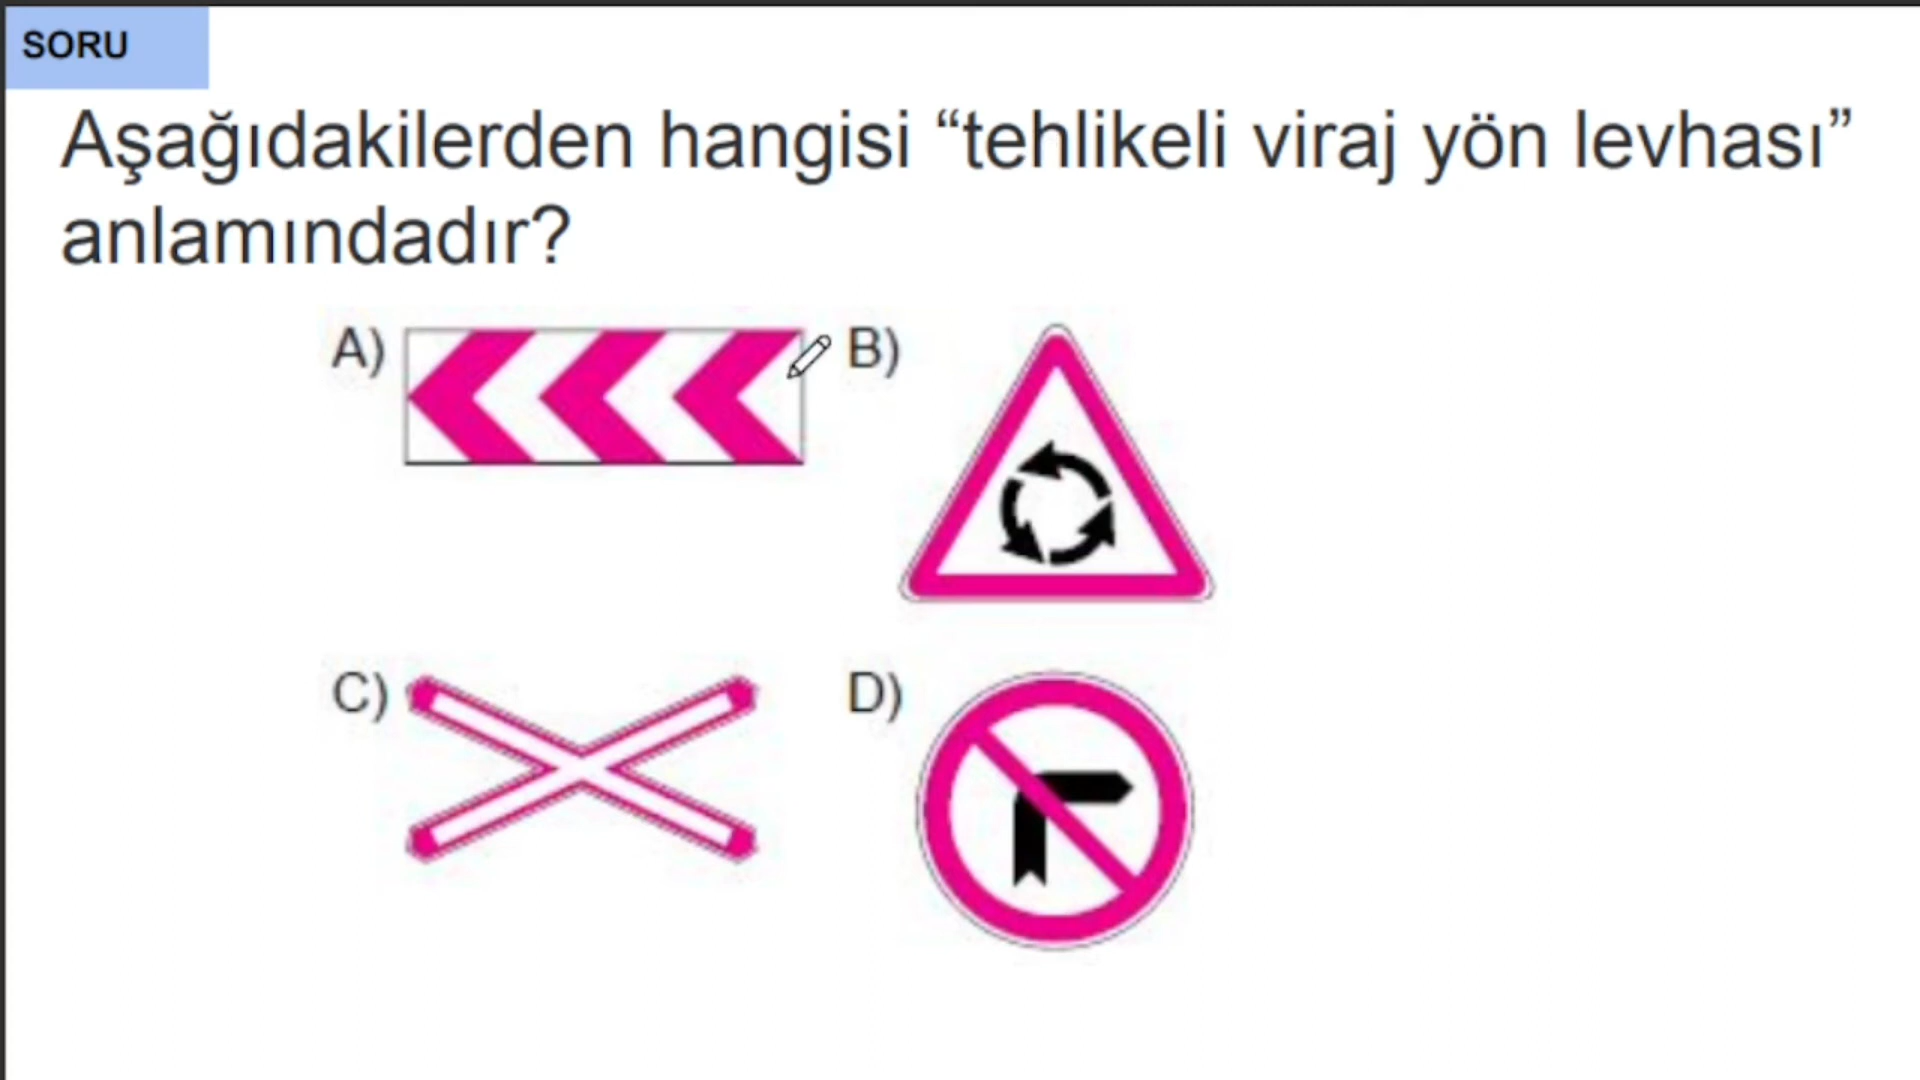 SORU
Aşağıdakilerden hangisi “tehlikeli viraj yön levhası”
anlamındadır?
A) B)
C) D)